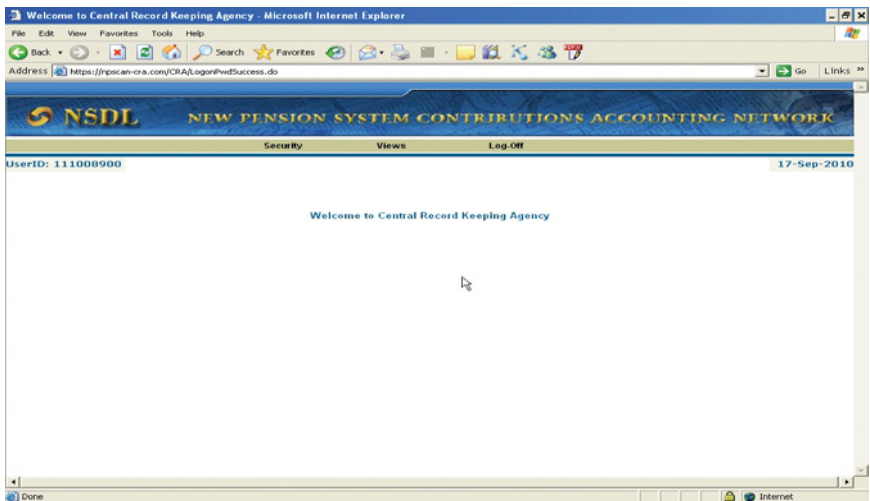 Welcome to Central Record Keeping Agency - Microsoft Internet Explorer
File Edit View Favorites Tools Help
Back Search Favorites
Address https://npscan-cra.com/CRA/LogonPwdSuccess.do Go Links »
NSDL NEW PENSION SYSTEM CONTRIBUTIONS ACCOUNTING NETWORK
Security Views Log-Off
UserID: 111008900 17-Sep-2010
Welcome to Central Record Keeping Agency
Done Internet